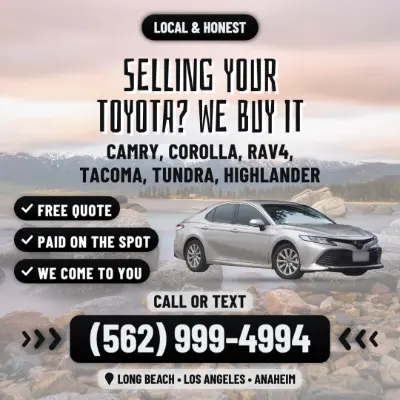 LOCAL & HONEST
SELLING YOUR
TOYOTA? WE BUY IT
CAMRY, COROLLA, RAV4,
TACOMA, TUNDRA, HIGHLANDER
FREE QUOTE
PAID ON THE SPOT
WE COME TO YOU
CALL OR TEXT
(562) 999-4994
LONG BEACH • LOS ANGELES • ANAHEIM